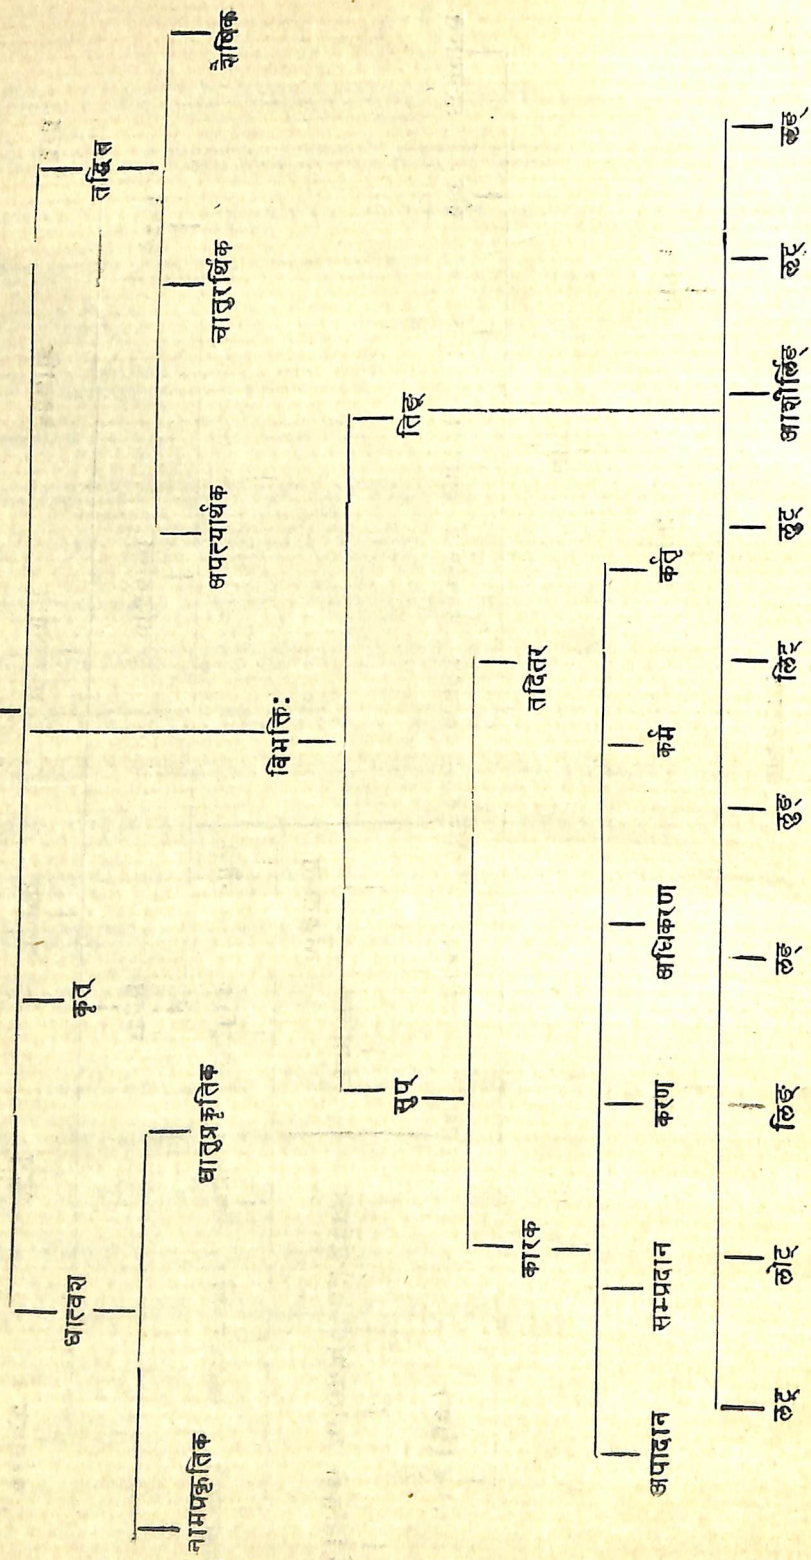 धात्वंश कृत् तद्धित
नामप्रकृतिक धातुप्रकृतिक अपत्यार्थक चातुरर्थिक शैषिक
विभक्ति:
सुप् तिङ्
कारक तदितर
अपादान सम्प्रदान करण अधिकरण कर्म कर्तृ
लट् लोट् लिङ् लङ् लुङ् लिट् लुट् आशीर्लिङ् लृट् लृङ्